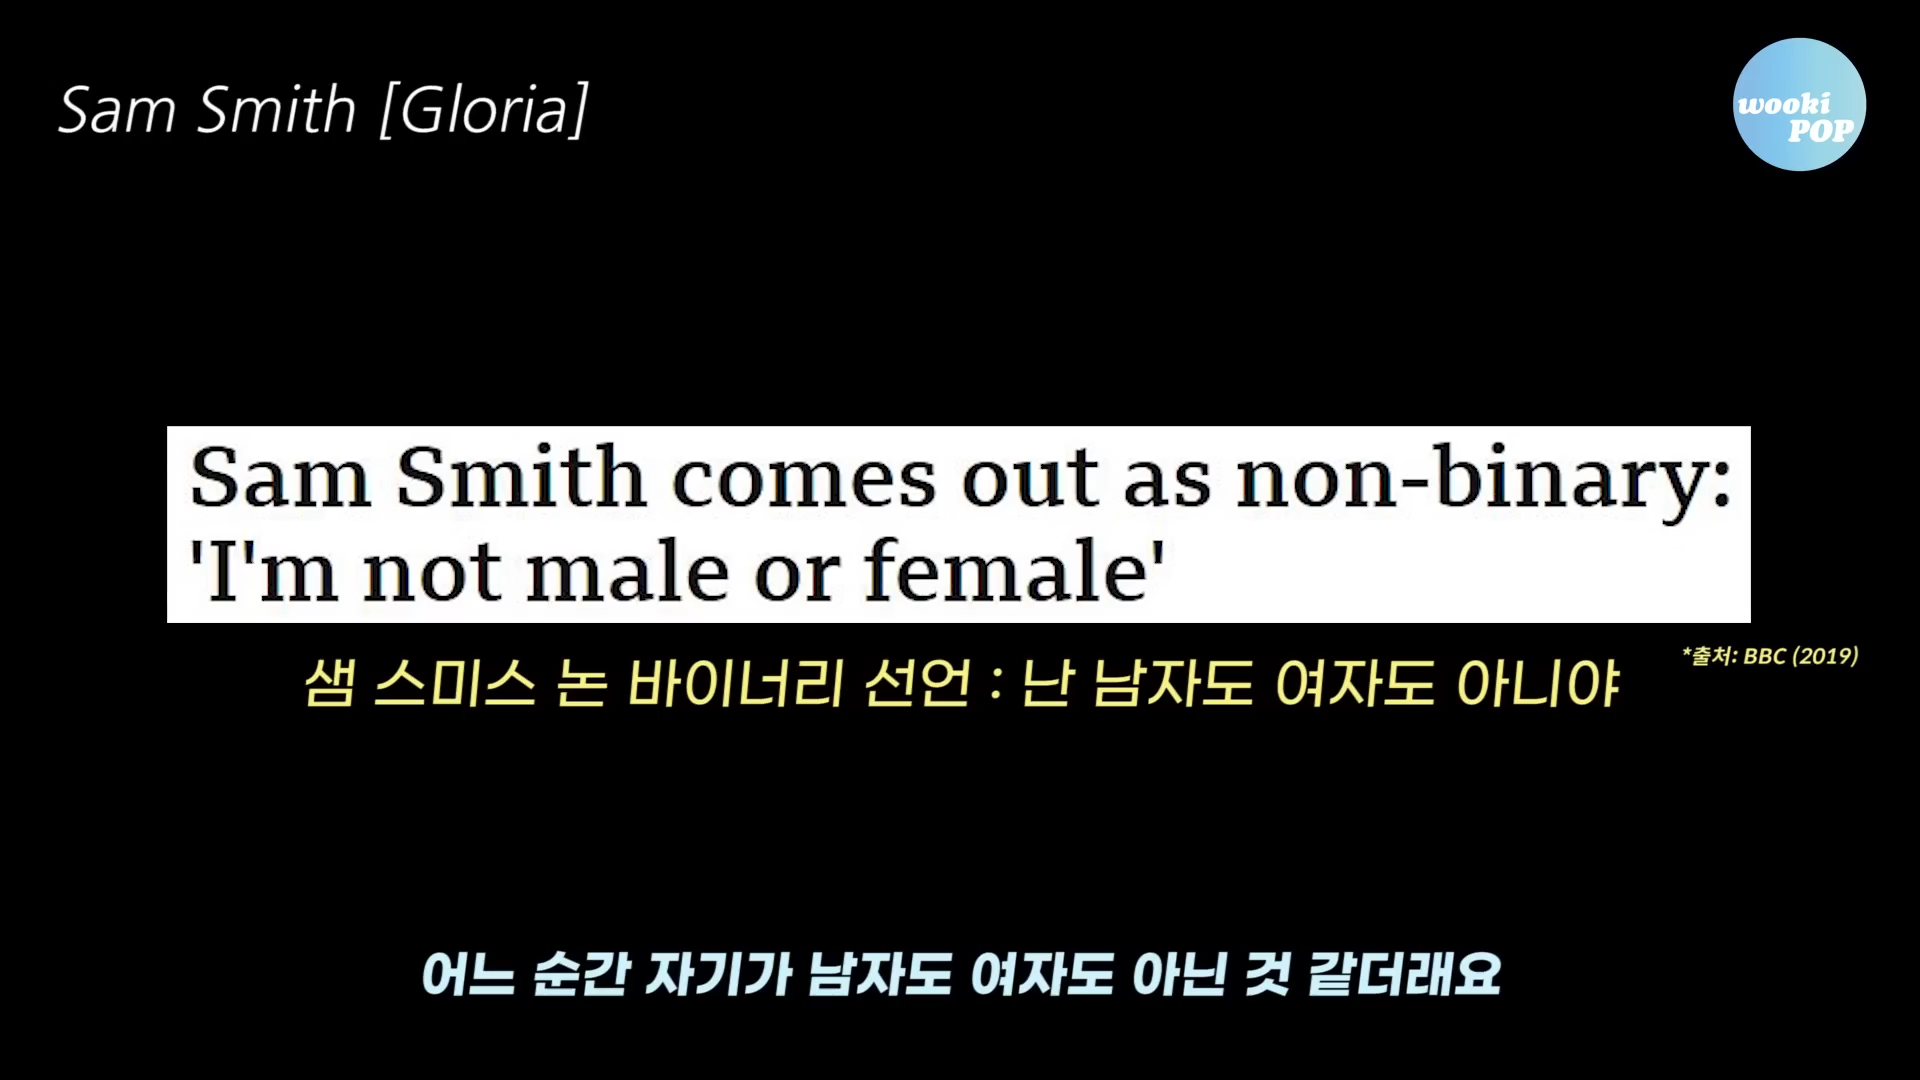 Sam Smith [Gloria]
wooki
POP
Sam Smith comes out as non-binary:
'I'm not male or female'
*출처: BBC (2019)
샘 스미스 논 바이너리 선언 : 난 남자도 여자도 아니야
어느 순간 자기가 남자도 여자도 아닌 것 같더래요